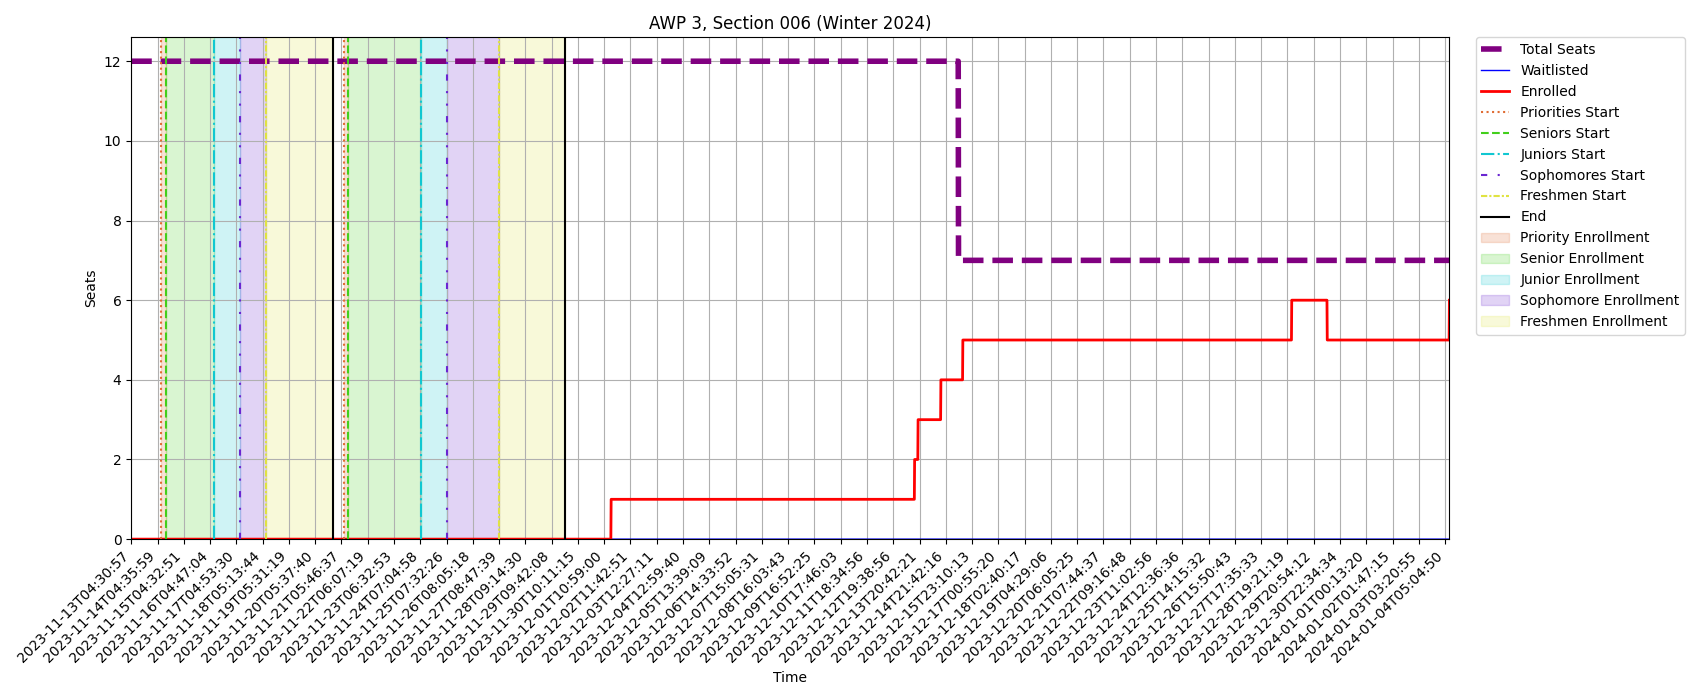 AWP 3, Section 006 (Winter 2024)
Seats
12
10
8
6
4
2
0
2023-11-13T04:30:57
2023-11-14T04:35:59
2023-11-15T04:32:51
2023-11-16T04:47:04
2023-11-17T04:53:30
2023-11-18T05:13:44
2023-11-19T05:31:19
2023-11-20T05:37:40
2023-11-21T05:46:37
2023-11-22T06:07:19
2023-11-23T06:32:53
2023-11-24T07:04:58
2023-11-25T07:32:26
2023-11-26T08:05:18
2023-11-27T08:47:39
2023-11-28T09:14:30
2023-11-29T09:42:08
2023-11-30T10:11:15
2023-12-01T10:59:00
2023-12-02T11:42:51
2023-12-03T12:27:11
2023-12-04T12:59:40
2023-12-05T13:39:09
2023-12-06T14:33:52
2023-12-07T15:05:31
2023-12-08T16:03:43
2023-12-09T16:52:25
2023-12-10T17:46:03
2023-12-11T18:34:56
2023-12-12T19:38:56
2023-12-13T20:42:21
2023-12-14T21:42:16
2023-12-15T23:10:13
2023-12-17T00:55:20
2023-12-18T02:40:17
2023-12-19T04:29:06
2023-12-20T06:05:25
2023-12-21T07:44:37
2023-12-22T09:16:48
2023-12-23T11:02:56
2023-12-24T12:36:36
2023-12-25T14:15:32
2023-12-26T15:50:43
2023-12-27T17:35:33
2023-12-28T19:21:19
2023-12-29T20:54:12
2023-12-30T22:34:34
2024-01-01T00:13:20
2024-01-02T01:47:15
2024-01-03T03:20:55
2024-01-04T05:04:50
Time
Total Seats
Waitlisted
Enrolled
Priorities Start
Seniors Start
Juniors Start
Sophomores Start
Freshmen Start
End
Priority Enrollment
Senior Enrollment
Junior Enrollment
Sophomore Enrollment
Freshmen Enrollment